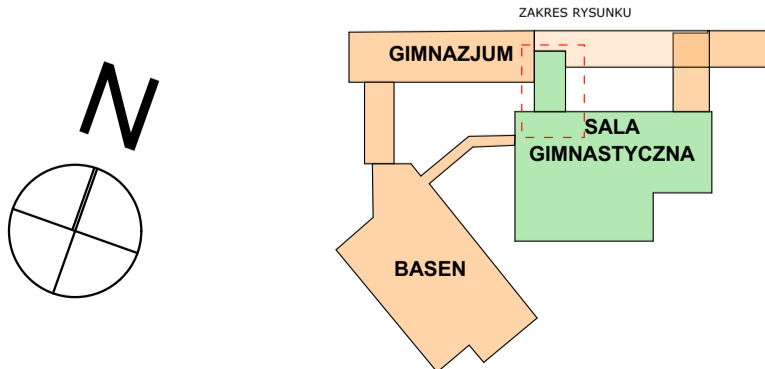 ZAKRES RYSUNKU
GIMNAZJUM
N
SALA
GIMNASTYCZNA
BASEN